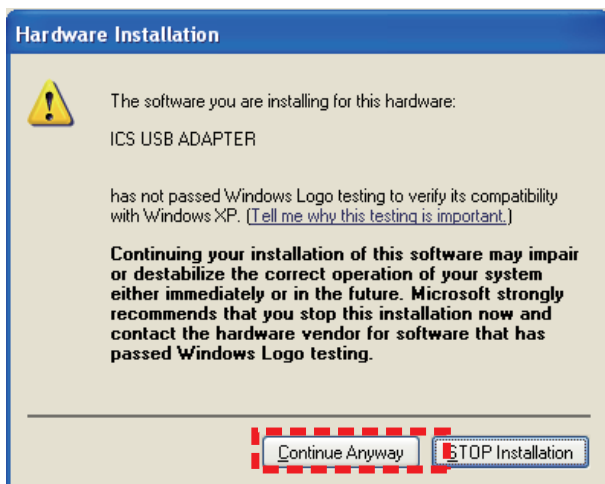 Hardware Installation
The software you are installing for this hardware:
ICS USB ADAPTER
has not passed Windows Logo testing to verify its compatibility
with Windows XP. (Tell me why this testing is important.)
Continuing your installation of this software may impair
or destabilize the correct operation of your system
either immediately or in the future. Microsoft strongly
recommends that you stop this installation now and
contact the hardware vendor for software that has
passed Windows Logo testing.
Continue Anyway STOP Installation